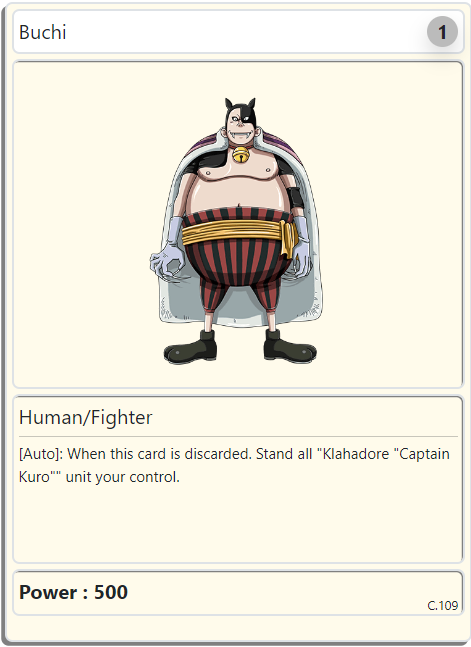 Buchi
1
Human/Fighter
[Auto]: When this card is discarded. Stand all "Klahadore "Captain
Kuro"" unit your control.
Power : 500
C.109